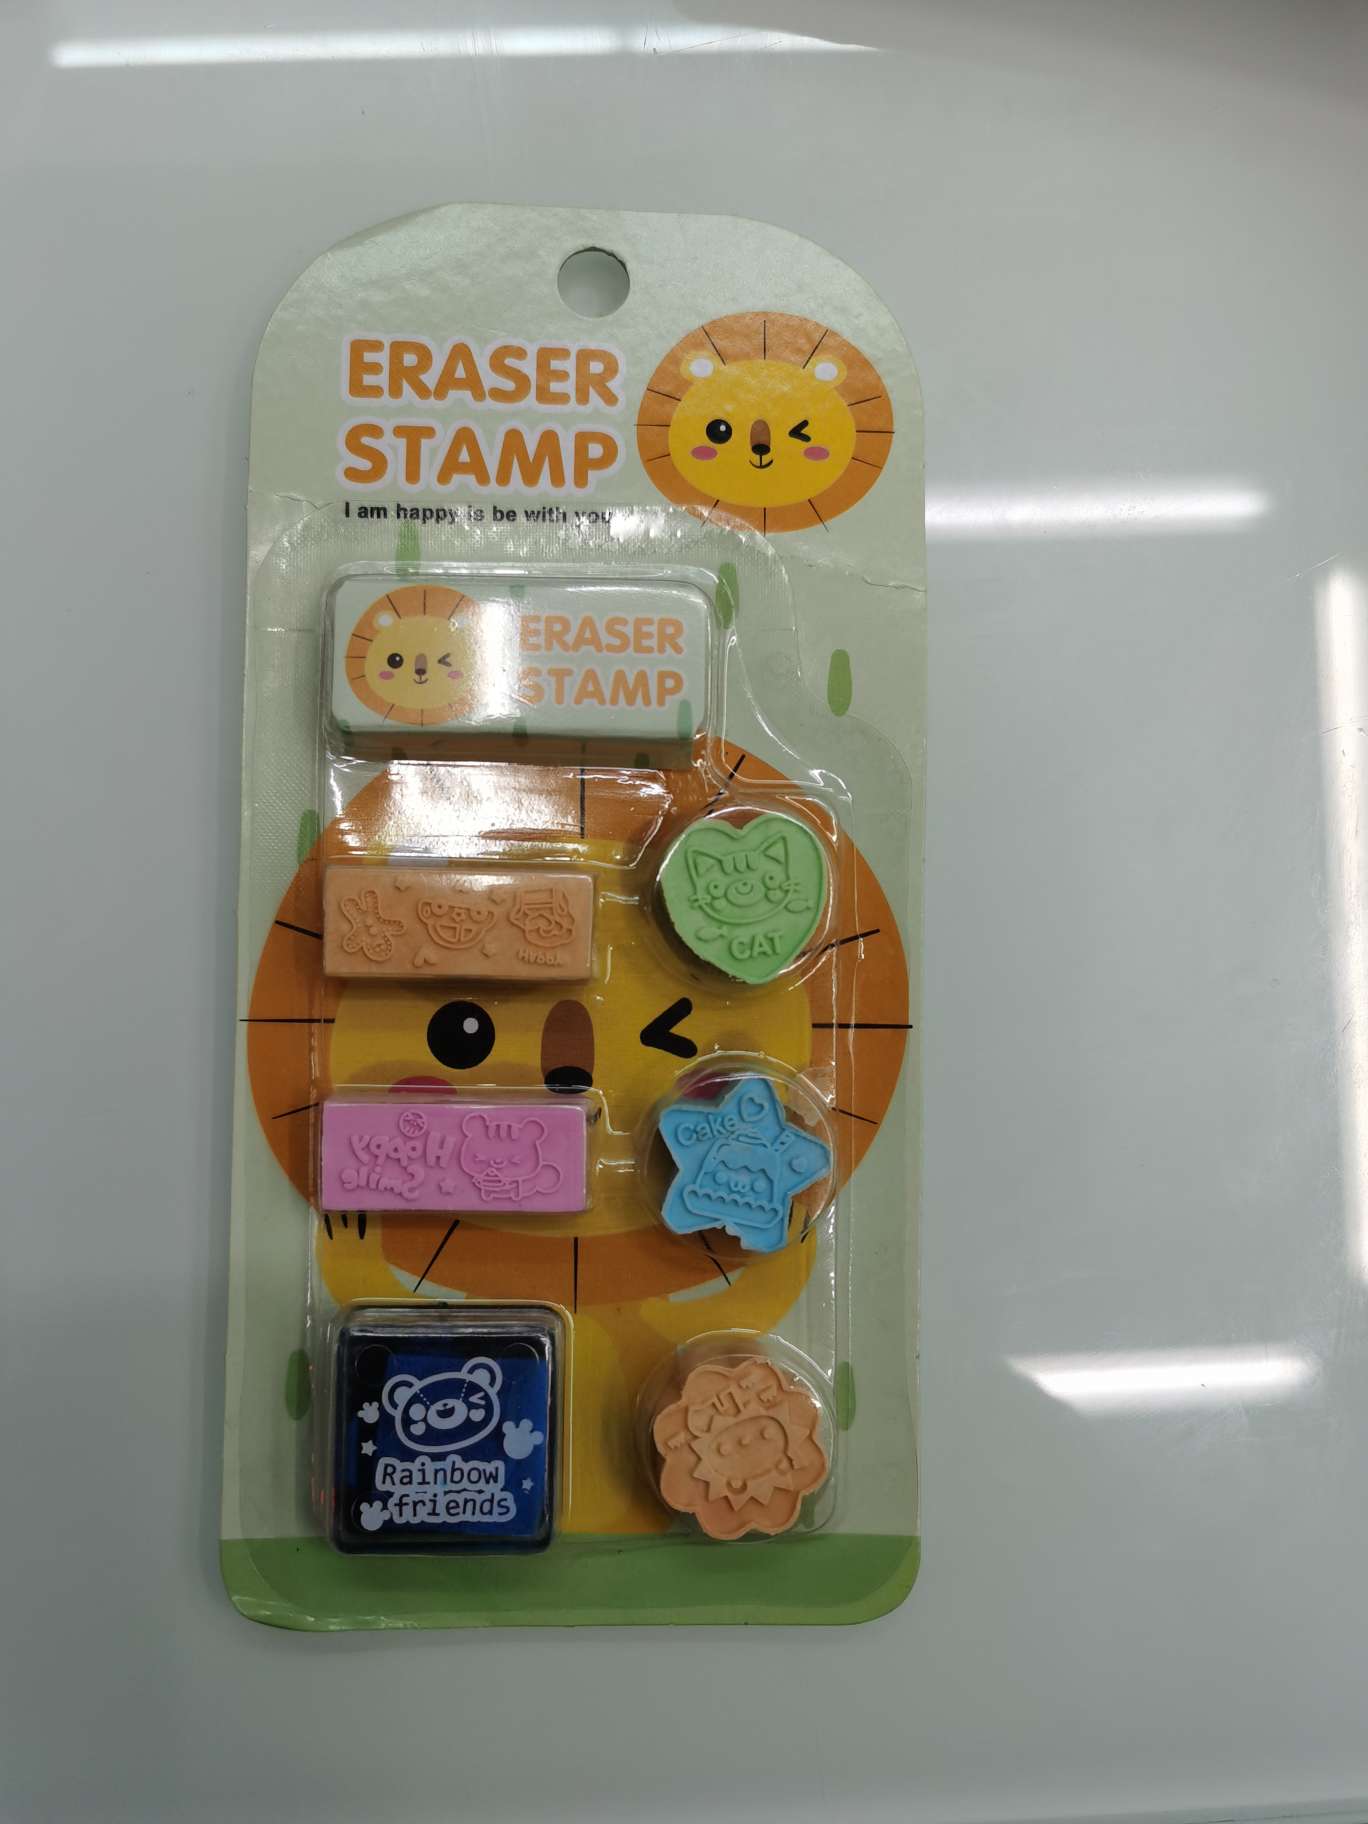 ERASER
STAMP
I am happy is be with you
ERASER
STAMP
CAT
HAPPY
Cake
Happy
Smile
Rainbow
friends